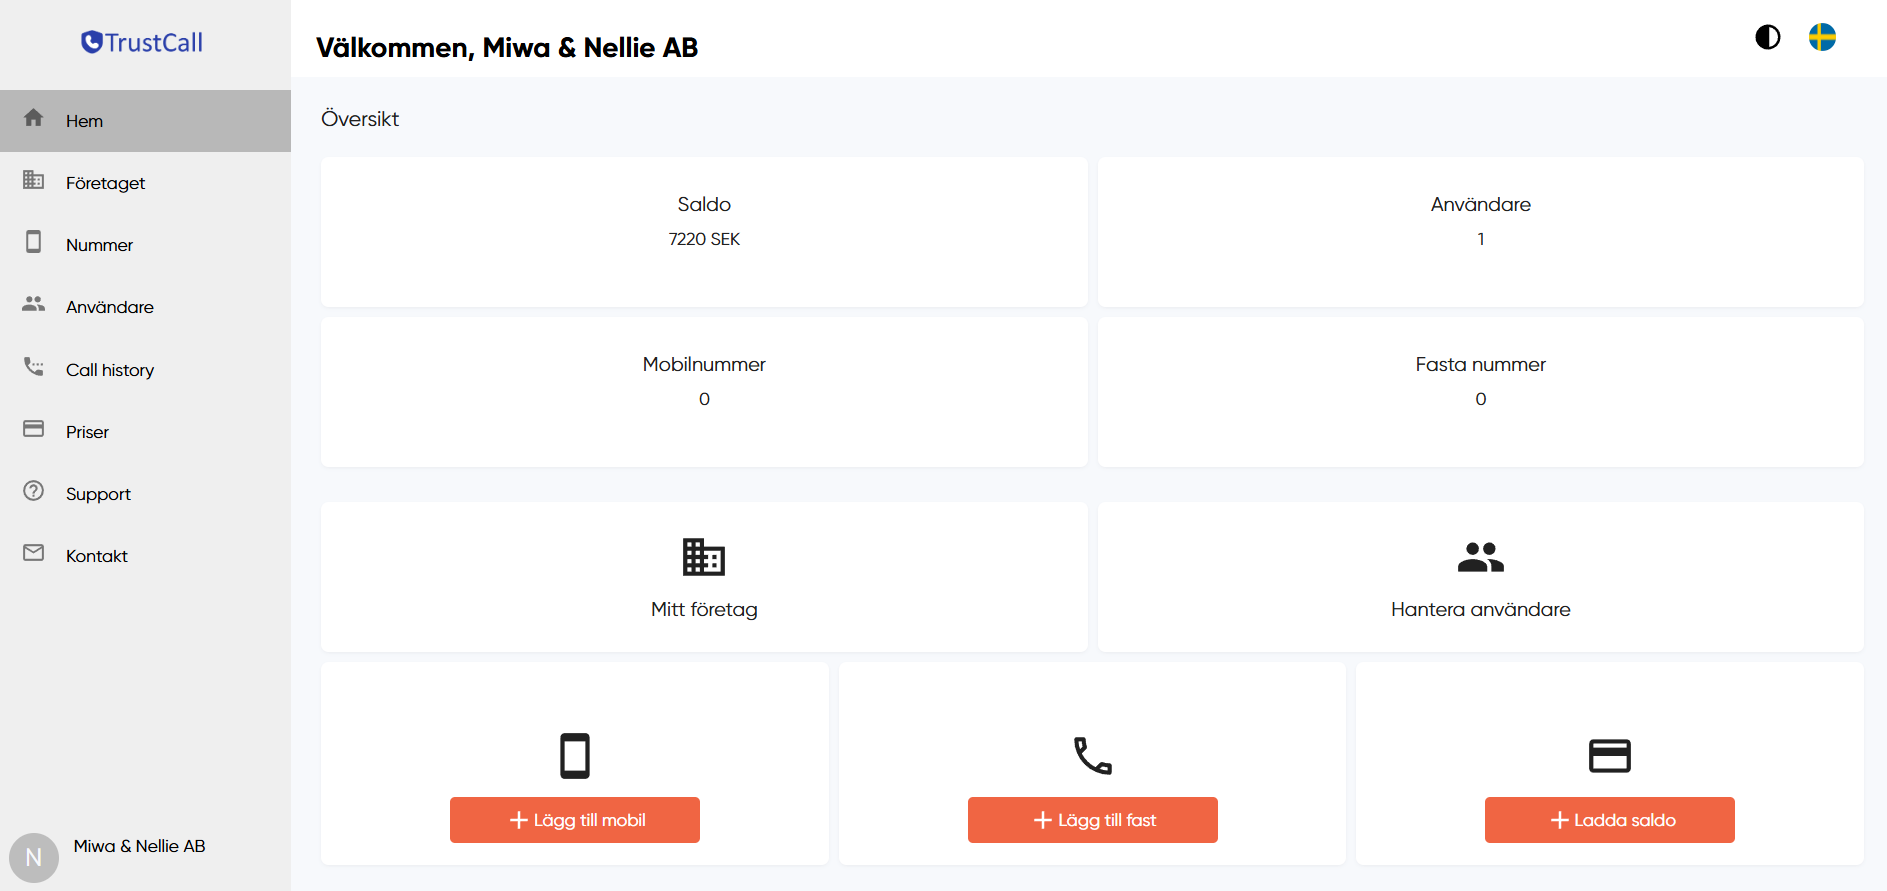 TrustCall
Välkommen, Miwa & Nellie AB
Hem
Företaget
Nummer
Användare
Call history
Priser
Support
Kontakt
N
Miwa & Nellie AB
Översikt
Saldo
7220 SEK
Användare
1
Mobilnummer
0
Fasta nummer
0
Mitt företag
Hantera användare
+ Lägg till mobil
+ Lägg till fast
+ Ladda saldo